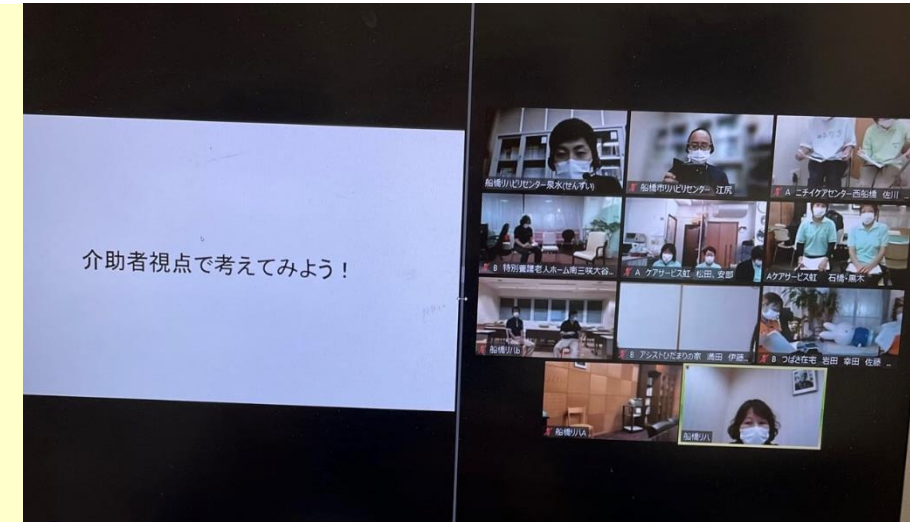 介助者視点で考えてみよう！
船橋リハビリセンター泉水(せんずい)
船橋市リハビリセンター 江尻
A ニチイケアセンター西船橋 佐川 ...
B 特別養護老人ホーム南三咲大谷...
A ケアサービス虹 松田、安部
Aケアサービス虹 石橋・黒木
船橋リハb
B アシストひだまりの家 満田 伊藤...
B つばさ在宅 岩田 幸田 佐藤 ...
船橋リハA
船橋リハ